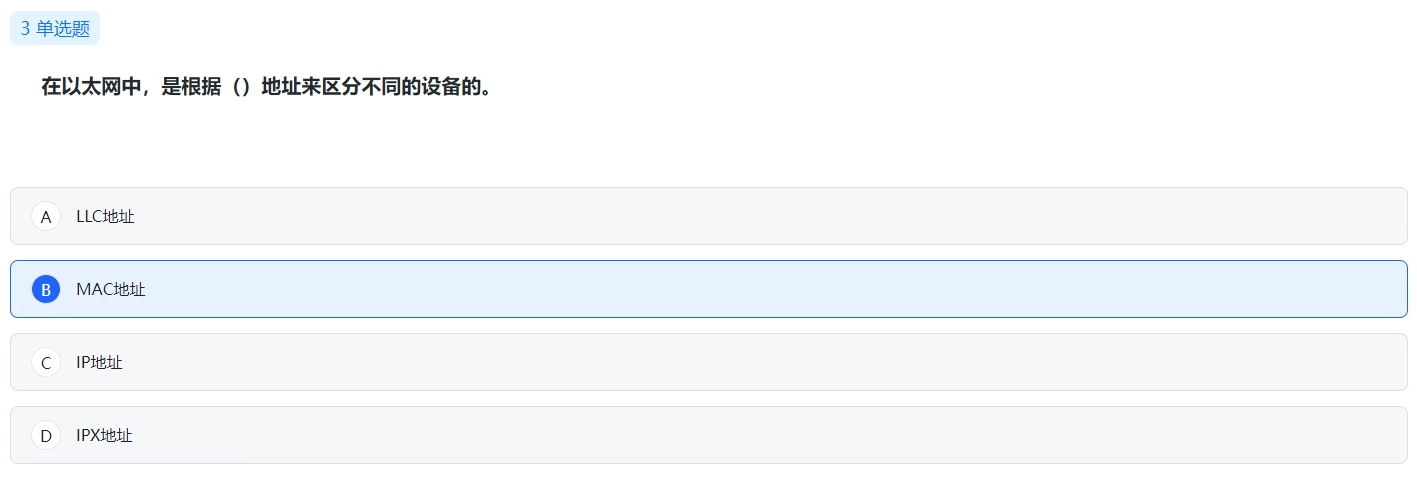 3 单选题
在以太网中，是根据（）地址来区分不同的设备的。
A LLC地址
B MAC地址
C IP地址
D IPX地址